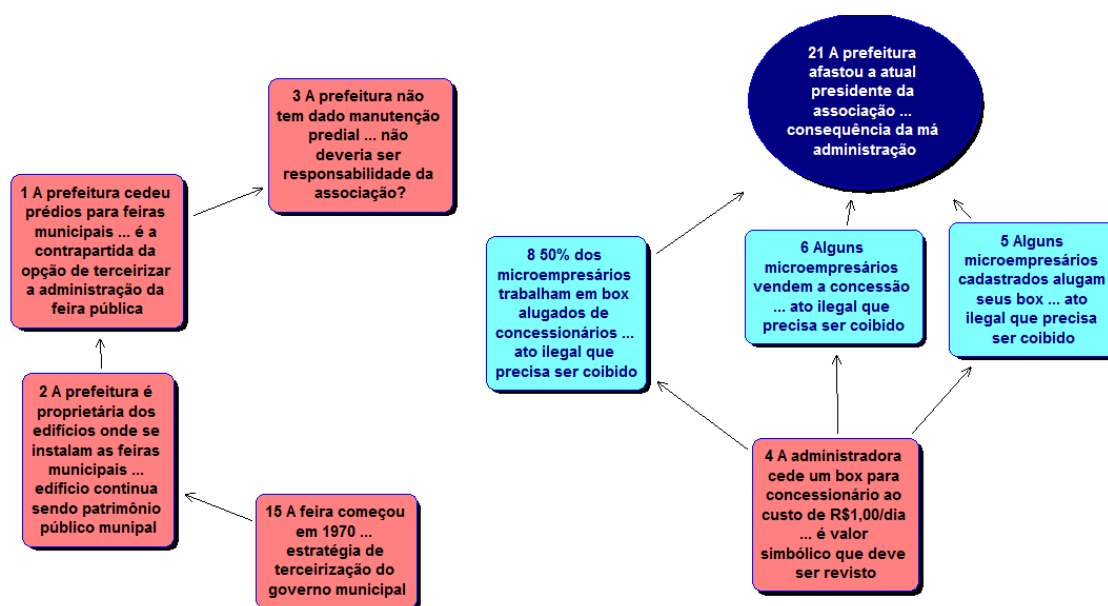 21 A prefeitura
afastou a atual
presidente da
associação ...
consequência da má
administração
3 A prefeitura não
tem dado manutenção
predial ... não
deveria ser
responsabilidade da
associação?
1 A prefeitura cedeu
prédios para feiras
municipais ... é a
contrapartida da
opção de terceirizar
a administração da
feira pública
8 50% dos
microempresários
trabalham em box
alugados de
concessionários ...
ato ilegal que
precisa ser coibido
6 Alguns
microempresários
vendem a concessão
... ato ilegal que
precisa ser coibido
5 Alguns
microempresários
cadastrados alugam
seus box ... ato
ilegal que precisa
ser coibido
2 A prefeitura é
proprietária dos
edifícios onde se
instalam as feiras
municipais ...
edíficio continua
sendo patrimônio
público munipal
15 A feira começou
em 1970 ...
estratégia de
terceirização do
governo municipal
4 A administradora
cede um box para
concessionário ao
custo de R$1,00/dia
... é valor
simbólico que deve
ser revisto